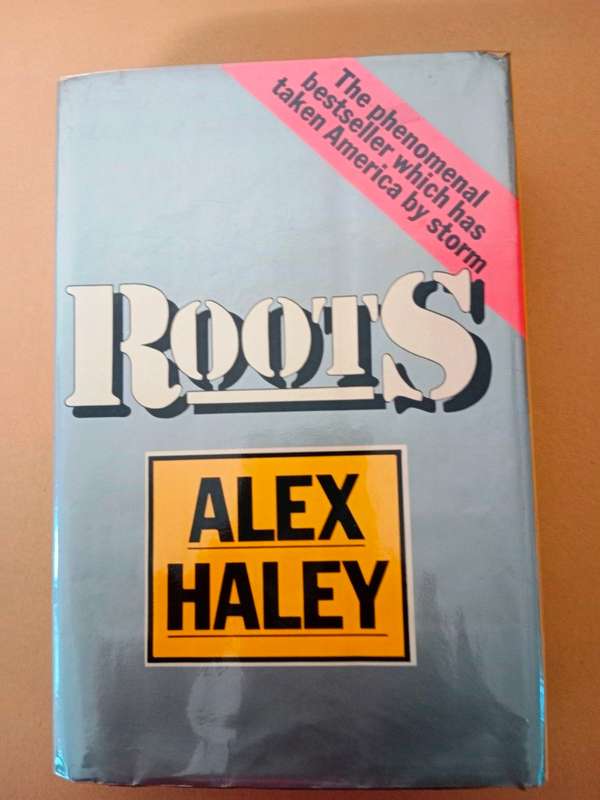 The phenomenal
bestseller which has
taken America by storm
ROOTS
ALEX
HALEY